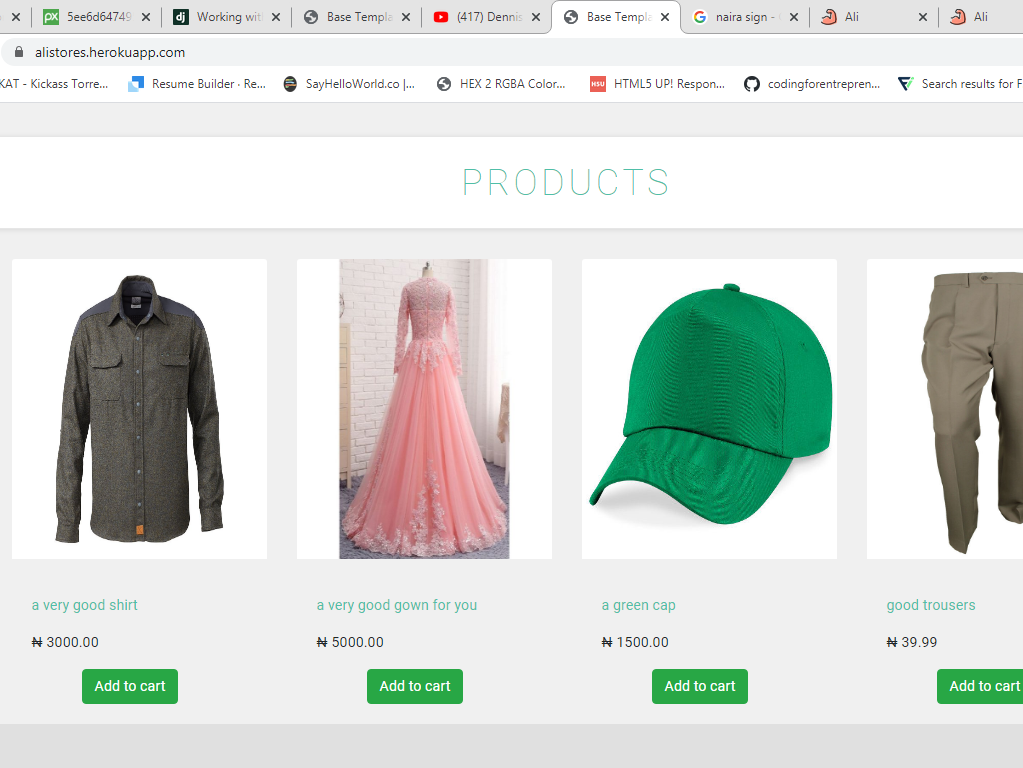 5ee6d64749
Working wit
Base Templa
(417) Dennis
Base Templa
naira sign -
Ali
Ali
alistores.herokuapp.com
KAT - Kickass Torre...
Resume Builder · Re...
SayHelloWorld.co |...
HEX 2 RGBA Color...
HTML5 UP! Respon...
codingforentrepren...
Search results for F
PRODUCTS
a very good shirt
a very good gown for you
a green cap
good trousers
₦ 3000.00
₦ 5000.00
₦ 1500.00
₦ 39.99
Add to cart
Add to cart
Add to cart
Add to cart